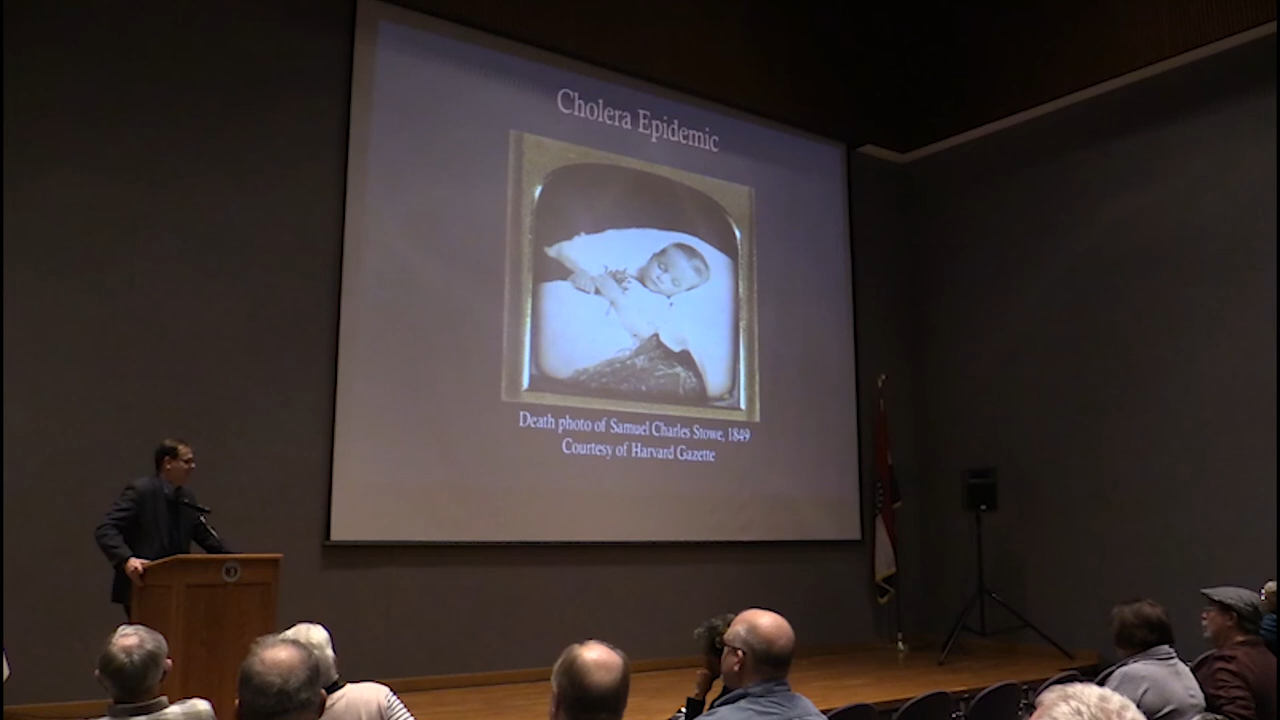 Cholera Epidemic
Death photo of Samuel Charles Stowe, 1849
Courtesy of Harvard Gazette